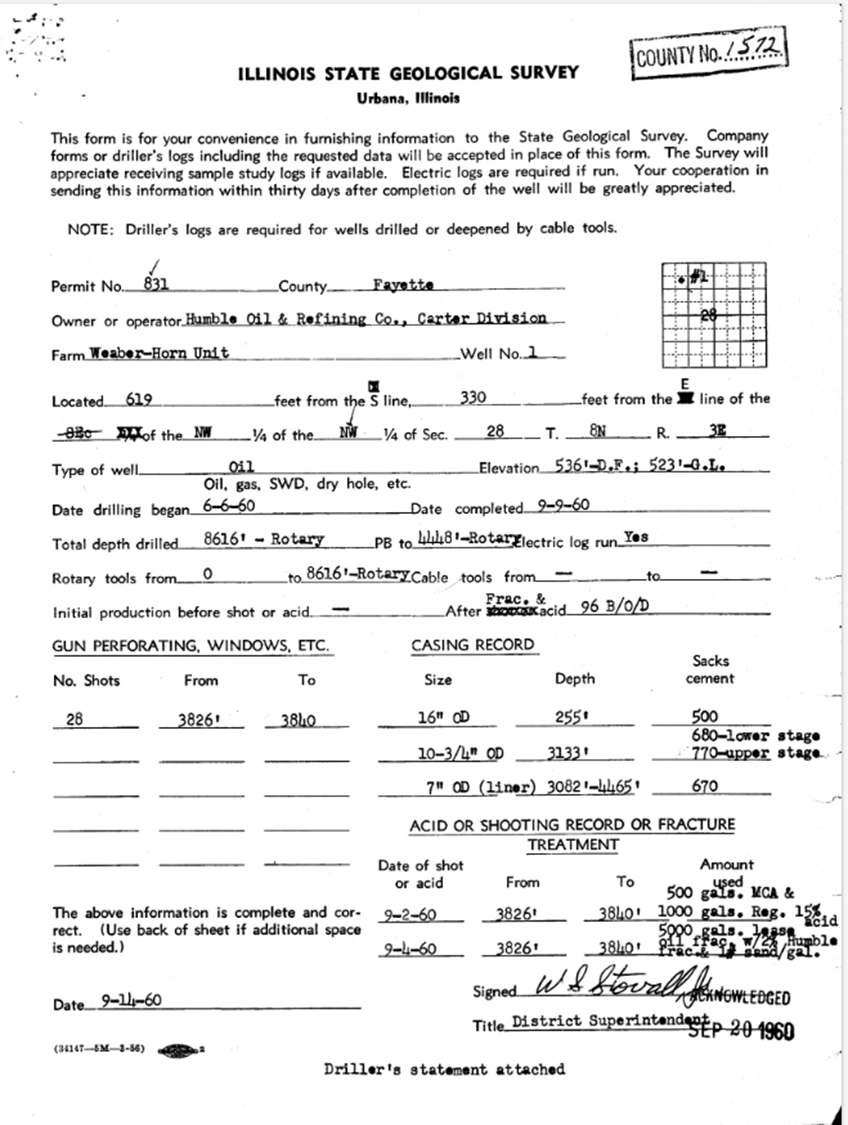 COUNTY No. 1572
ILLINOIS STATE GEOLOGICAL SURVEY
Urbana, Illinois
This form is for your convenience in furnishing information to the State Geological Survey. Company
forms or driller's logs including the requested data will be accepted in place of this form. The Survey will
appreciate receiving sample study logs if available. Electric logs are required if run. Your cooperation in
sending this information within thirty days after completion of the well will be greatly appreciated.
NOTE: Driller's logs are required for wells drilled or deepened by cable tools.
#1
28
Permit No. 831 County Fayette
Owner or operator Humble Oil & Refining Co., Carter Division
Farm Weaber-Horn Unit Well No. 1
E
Located 619 feet from the S line, 330 feet from the line of the
of the NW 1/4 of the NW 1/4 of Sec. 28 T. 8N R. 3E
Type of well Oil Elevation 536'-D.F.; 523'-G.L.
Oil, gas, SWD, dry hole, etc.
Date drilling began 6-6-60 Date completed 9-9-60
Total depth drilled 8616' - Rotary PB to 4448'-Rotary Electric log run Yes
Rotary tools from 0 to 8616'-Rotary Cable tools from — to —
Frac. &
Initial production before shot or acid — After acid 96 B/O/D
GUN PERFORATING, WINDOWS, ETC. CASING RECORD
Sacks
No. Shots From To Size Depth cement
28 3826' 3840 16" OD 255' 500
680-lower stage
10-3/4" OD 3133' 770-upper stage
7" OD (liner) 3082'-4465' 670
ACID OR SHOOTING RECORD OR FRACTURE
TREATMENT
Date of shot Amount
or acid From To used
500 gals. MCA &
The above information is complete and cor- 9-2-60 3826' 3840' 1000 gals. Reg. 15% acid
rect. (Use back of sheet if additional space 5000 gals. lease
is needed.) 9-4-60 3826' 3840' oil frac. w/2% Humble
frac. & 1# sand/gal.
Signed W S Stovall Jr
ACKNOWLEDGED
Date 9-14-60
Title District Superintendent
SEP 20 1960
(34147—5M—3-56) 2
Driller's statement attached